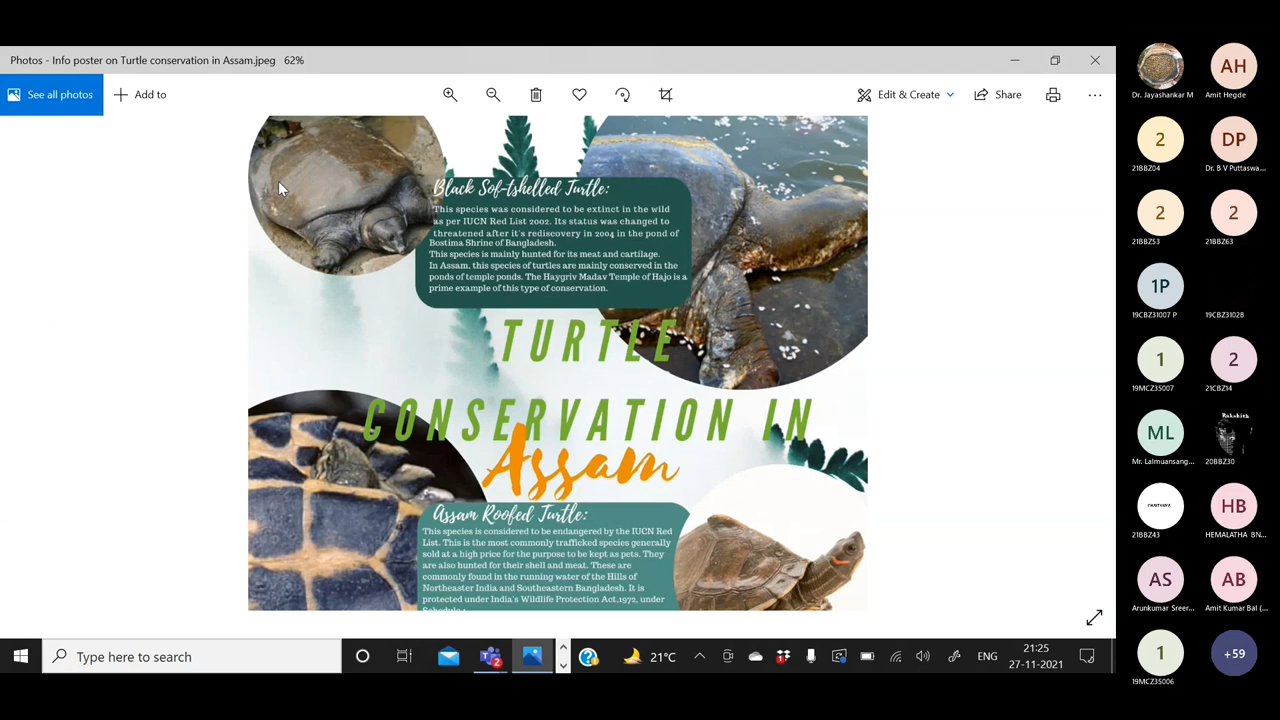 Photos - Info poster on Turtle conservation in Assam.jpeg 62%
See all photos
Add to
Edit & Create
Share
Black Sof-tshelled Turtle:
This species was considered to be extinct in the wild
as per IUCN Red List 2002. Its status was changed to
threatened after it's rediscovery in 2004 in the pond of
Bostima Shrine of Bangladesh.
This species is mainly hunted for its meat and cartilage.
In Assam, this species of turtles are mainly conserved in the
ponds of temple ponds. The Haygriv Madav Temple of Hajo is a
prime example of this type of conservation.
TURTLE
CONSERVATION IN
Assam
Assam Roofed Turtle:
This species is considered to be endangered by the IUCN Red
List. This is the most commonly trafficked species generally
sold at a high price for the purpose to be kept as pets. They
are also hunted for their shell and meat. These are
commonly found in the running water of the Hills of
Northeaster India and Southeastern Bangladesh. It is
protected under India's Wildlife Protection Act,1972, under
Type here to search
2
21°C
1
ENG
21:25
27-11-2021
Dr. Jayashankar M
AH
Amit Hegde
2
21BBZ04
DP
Dr. B V Puttaswa...
2
21BBZ53
2
21BBZ63
1P
19CBZ31007 P
19CBZ31028
1
19MCZ35007
2
21CBZ14
ML
Mr. Lalmuansang...
20BBZ30
21BBZ43
HB
HEMALATHA BN...
AS
Arunkumar Sreer...
AB
Amit Kumar Bal (...
1
19MCZ35006
+59